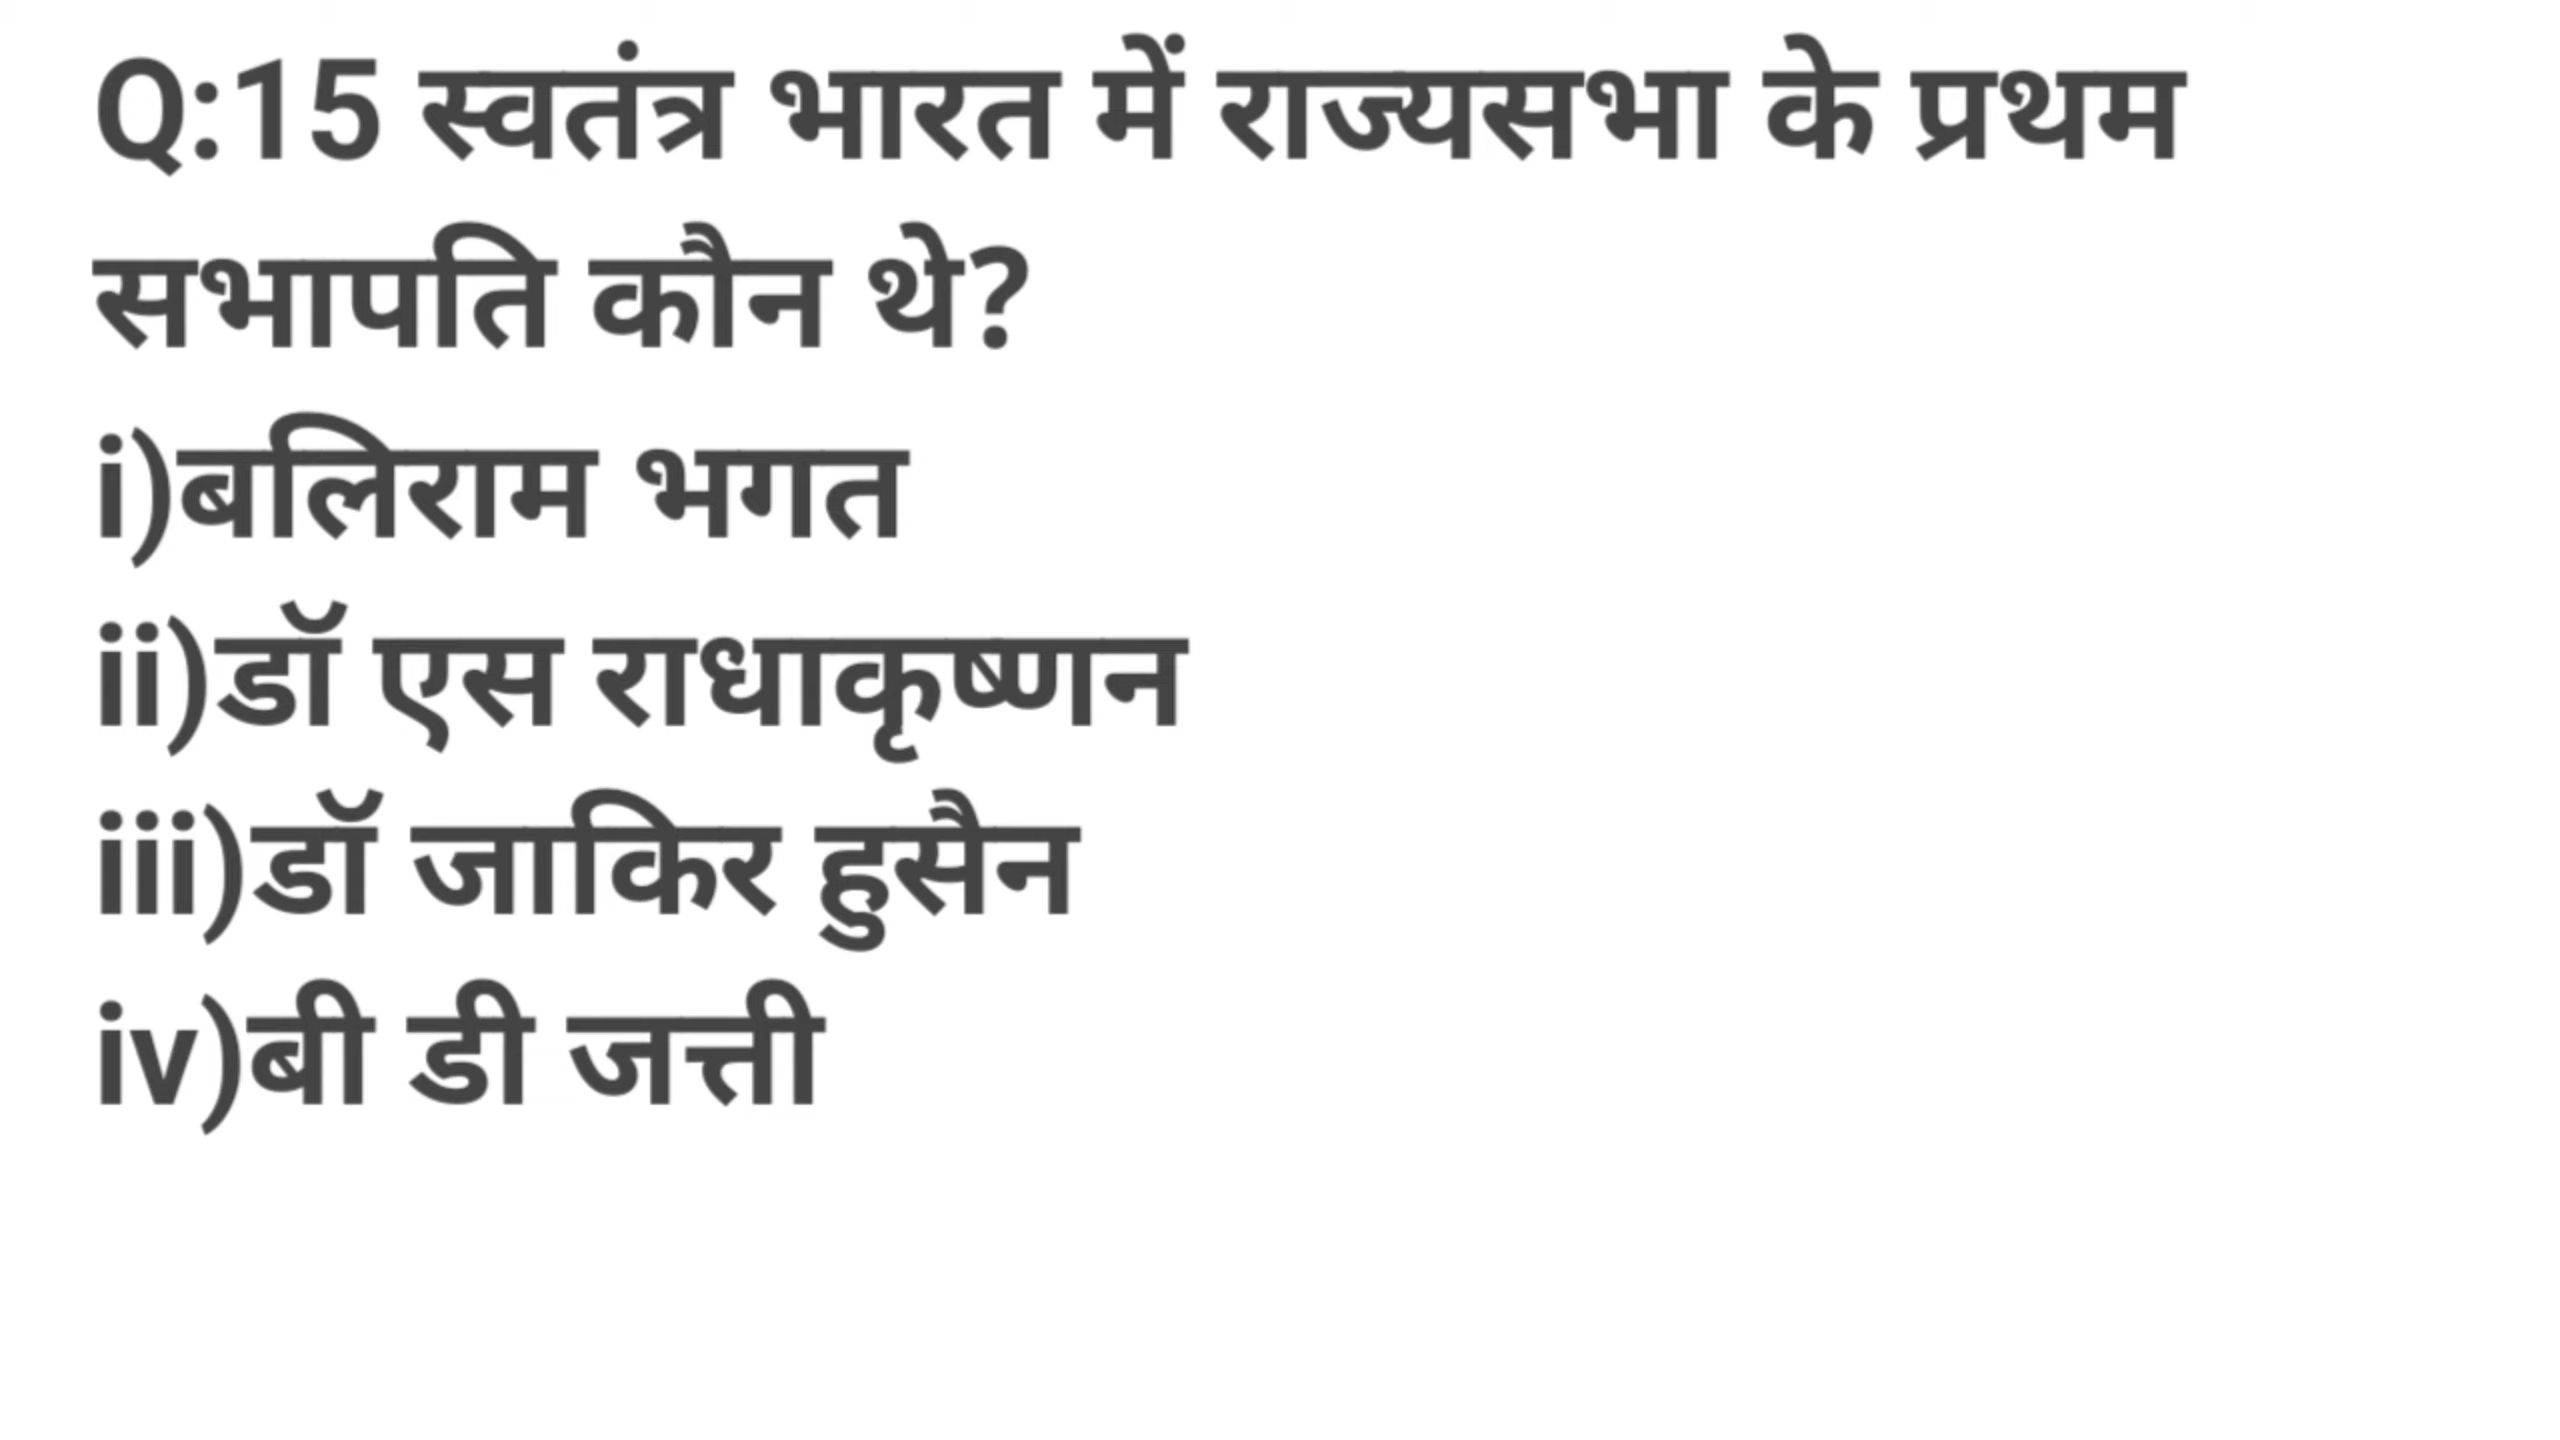 Q:15 स्वतंत्र भारत में राज्यसभा के प्रथम
सभापति कौन थे?
i)बलिराम भगत
ii)डॉ एस राधाकृष्णन
iii)डॉ जाकिर हुसैन
iv)बी डी जत्ती